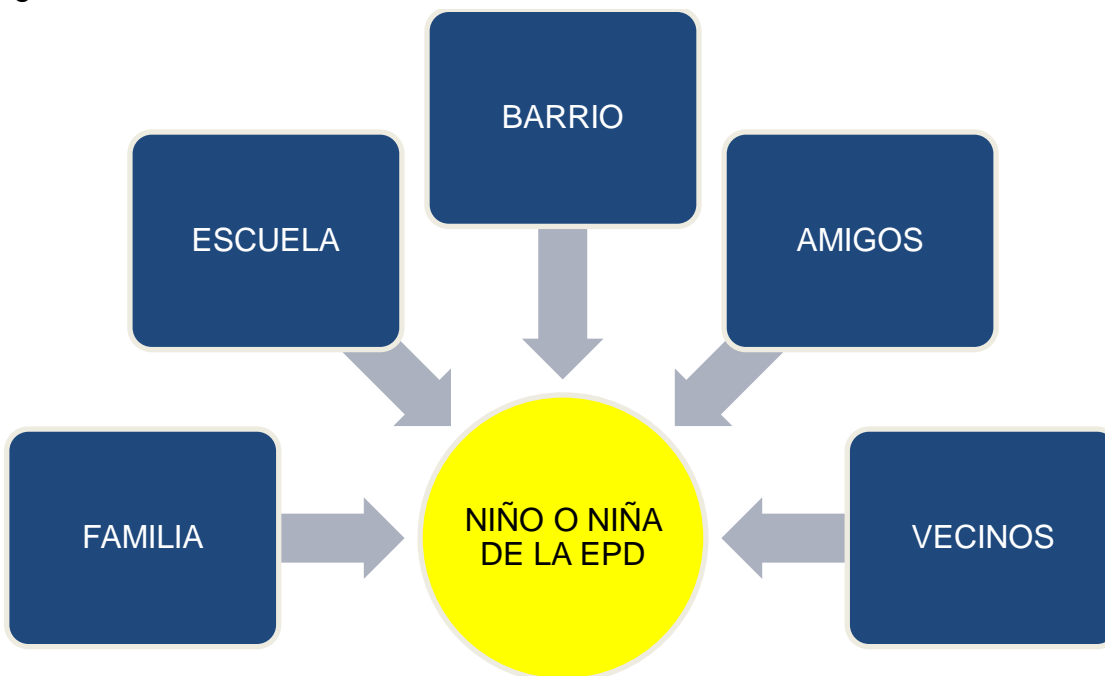 BARRIO
ESCUELA
AMIGOS
FAMILIA
NIÑO O NIÑA
DE LA EPD
VECINOS